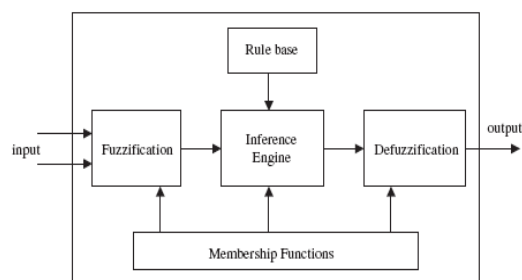 Rule base
input
Fuzzification
Inference
Engine
Defuzzification
output
Membership Functions